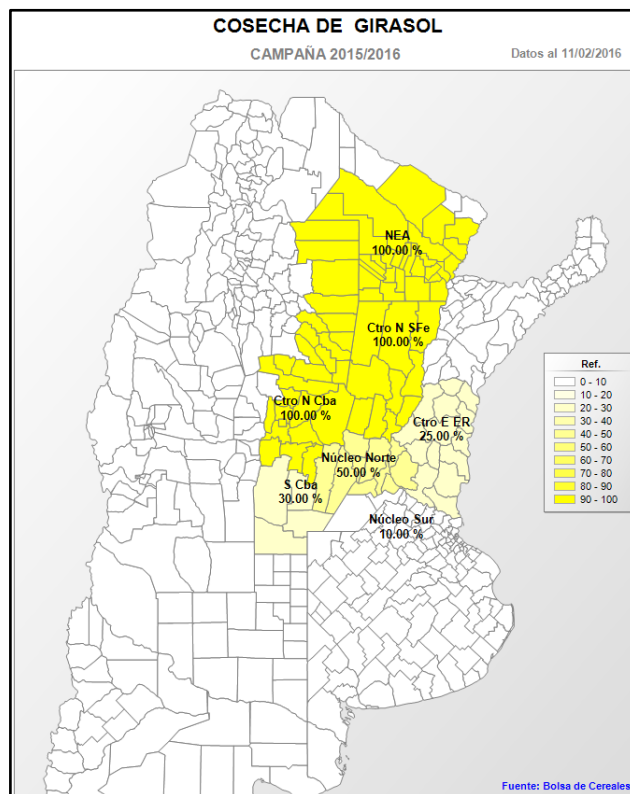 COSECHA DE GIRASOL
CAMPAÑA 2015/2016
Datos al 11/02/2016
NEA
100.00 %
Ctro N SFe
100.00 %
Ctro N Cba
100.00 %
Ctro E ER
25.00 %
Núcleo Norte
50.00 %
S Cba
30.00 %
Núcleo Sur
10.00 %
Ref.
0 - 10
10 - 20
20 - 30
30 - 40
40 - 50
50 - 60
60 - 70
70 - 80
80 - 90
90 - 100
Fuente: Bolsa de Cereales